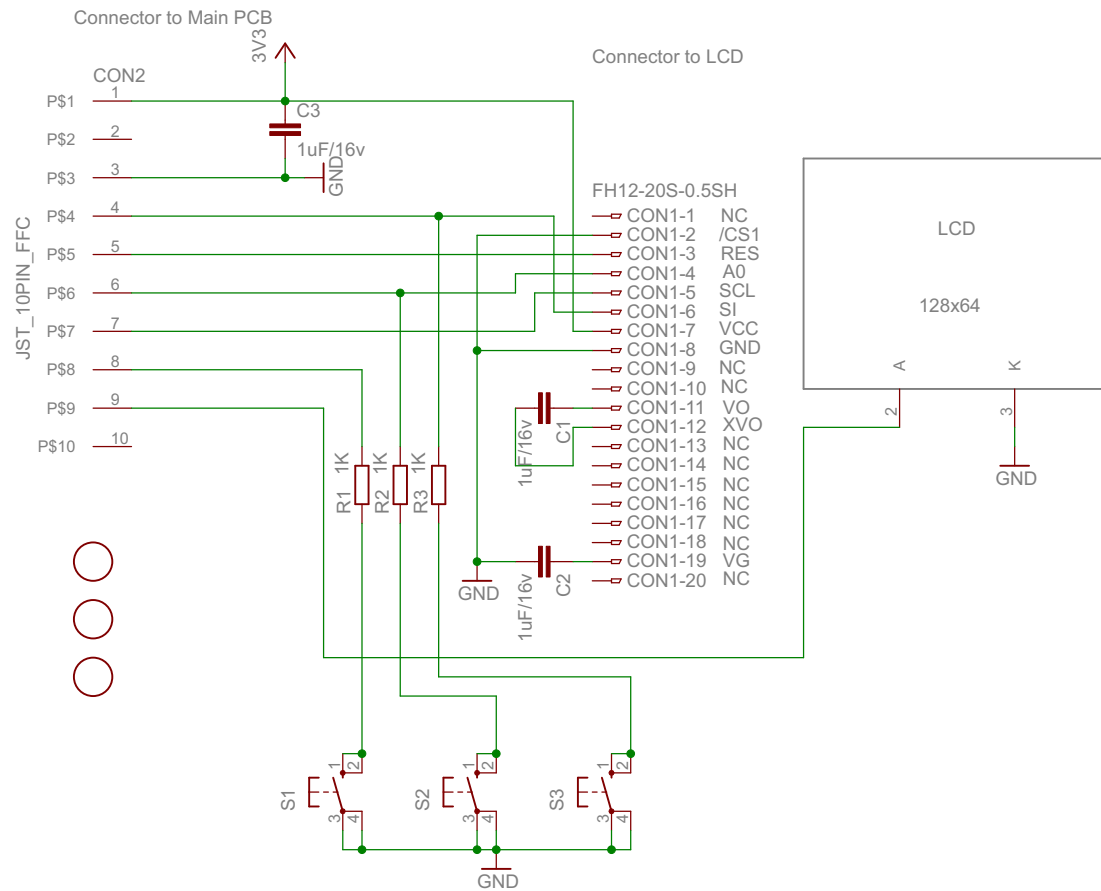 Connector to Main PCB
3V3
Connector to LCD
CON2
P$1 1
P$2 2
P$3 3
P$4 4
P$5 5
P$6 6
P$7 7
P$8 8
P$9 9
P$10 10
JST_10PIN_FFC
C3
1uF/16v
GND
FH12-20S-0.5SH
CON1-1 NC
CON1-2 /CS1
CON1-3 RES
CON1-4 A0
CON1-5 SCL
CON1-6 SI
CON1-7 VCC
CON1-8 GND
CON1-9 NC
CON1-10 NC
CON1-11 VO
CON1-12 XVO
CON1-13 NC
CON1-14 NC
CON1-15 NC
CON1-16 NC
CON1-17 NC
CON1-18 NC
CON1-19 VG
CON1-20 NC
LCD
128x64
A K
2 3
GND
C1
1uF/16v
R1 1K
R2 1K
R3 1K
GND
C2
1uF/16v
S1 1 2 3 4
S2 1 2 3 4
S3 1 2 3 4
GND